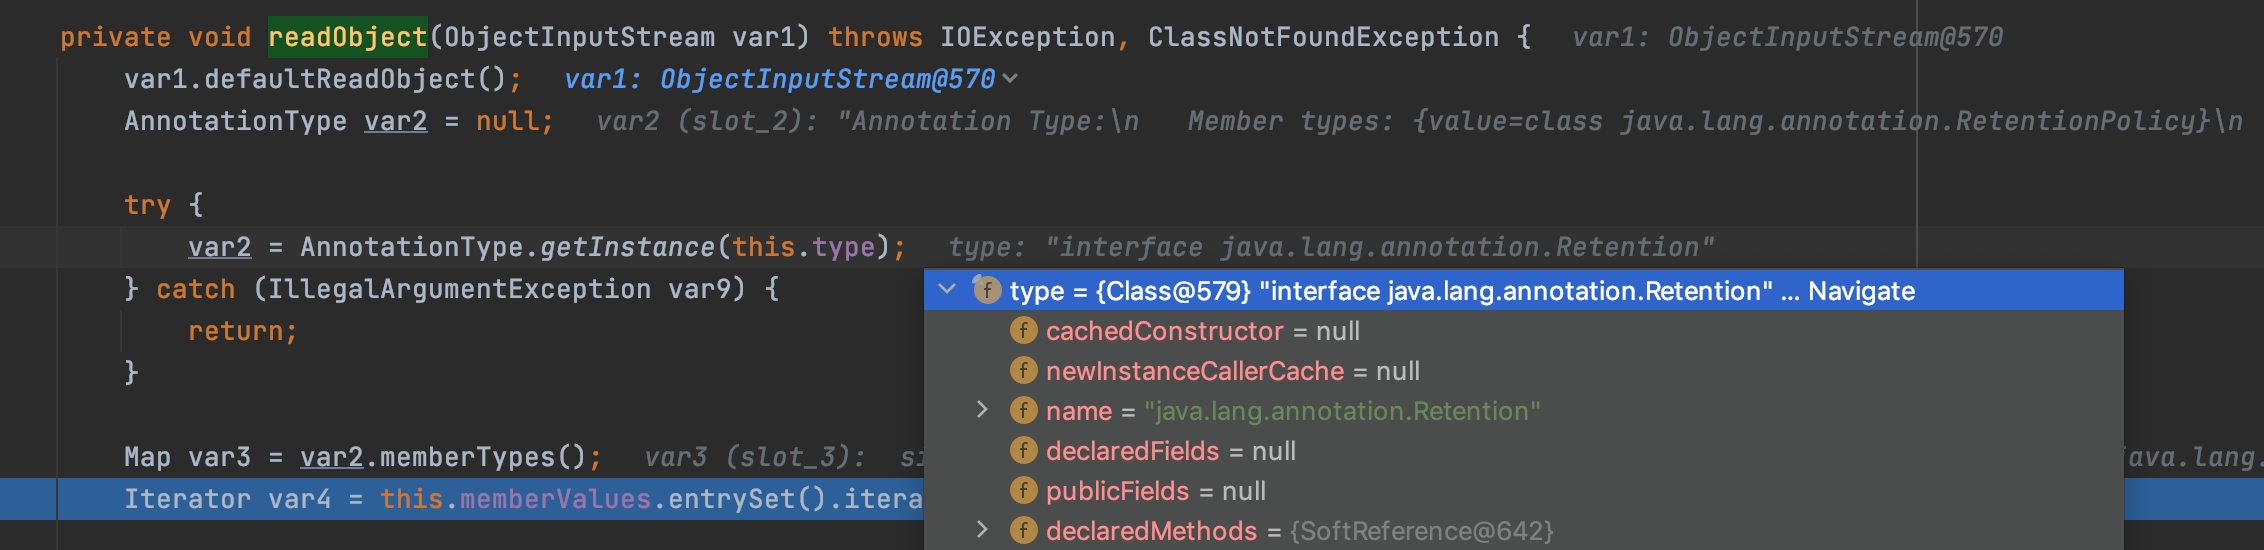 private void readObject(ObjectInputStream var1) throws IOException, ClassNotFoundException { var1: ObjectInputStream@570
var1.defaultReadObject(); var1: ObjectInputStream@570
AnnotationType var2 = null; var2 (slot_2): "Annotation Type:\n Member types: {value=class java.lang.annotation.RetentionPolicy}\n
try {
var2 = AnnotationType.getInstance(this.type); type: "interface java.lang.annotation.Retention"
} catch (IllegalArgumentException var9) {
type = {Class@579} "interface java.lang.annotation.Retention" ... Navigate
cachedConstructor = null
return;
newInstanceCallerCache = null
}
name = "java.lang.annotation.Retention"
Map var3 = var2.memberTypes(); var3 (slot_3):
declaredFields = null
java.lang.
Iterator var4 = this.memberValues.entrySet().itera
publicFields = null
declaredMethods = {SoftReference@642}